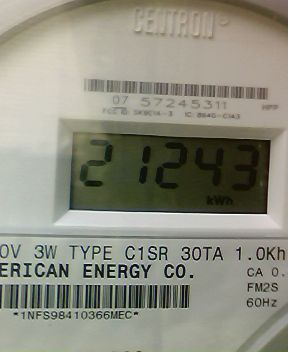 CENTRON
07 57245311 HPP
21243
kWh
0V 3W TYPE C1SR 30TA 1.0Kh
ERICAN ENERGY CO. CA 0.
FM2S
60Hz
*1NFS98410366MEC*